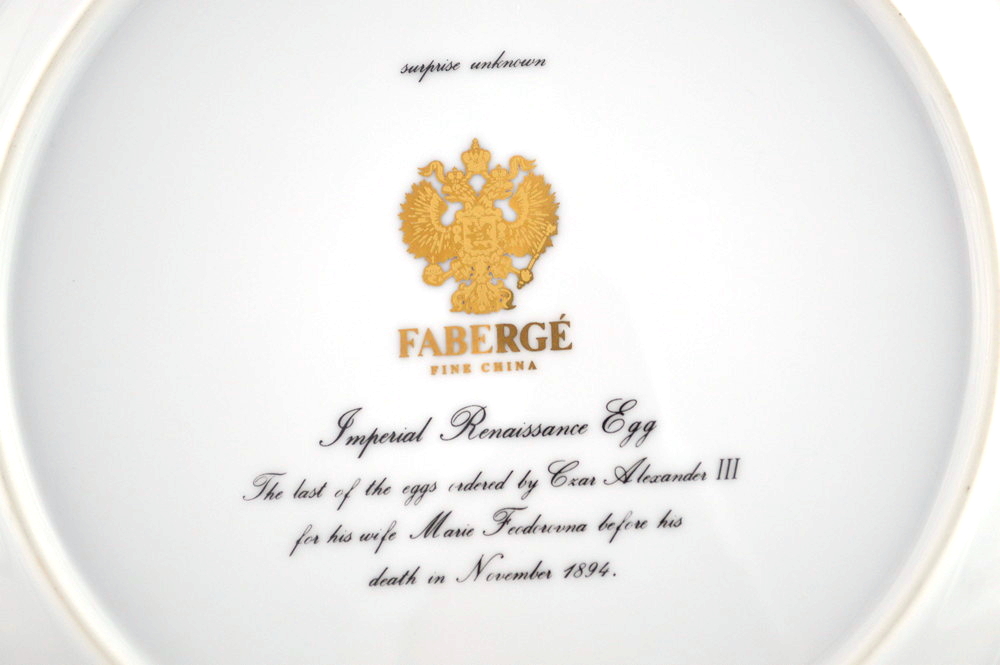 surprise unknown
FABERGÉ
FINE CHINA
Imperial Renaissance Egg
The last of the eggs ordered by Czar Alexander III
for his wife Marie Feodorovna before his
death in November 1894.